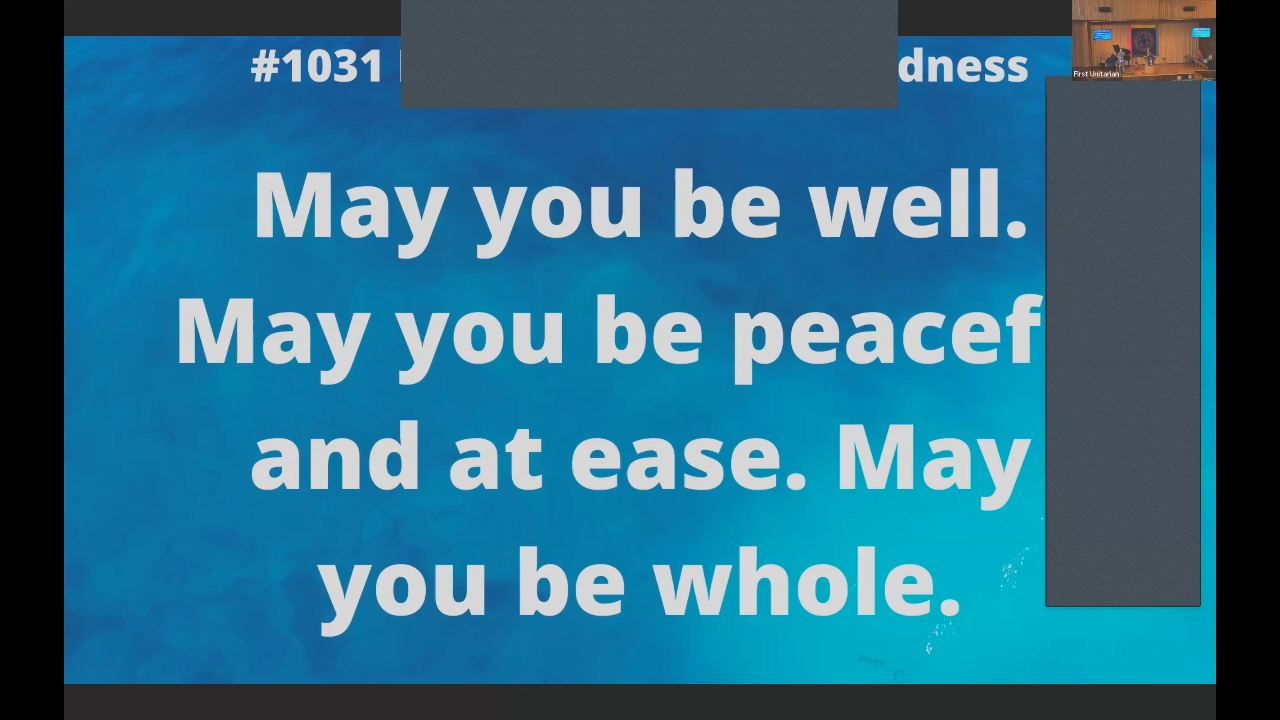 #1031
dness
First Unitarian
May you be well.
May you be peacef
and at ease. May
you be whole.